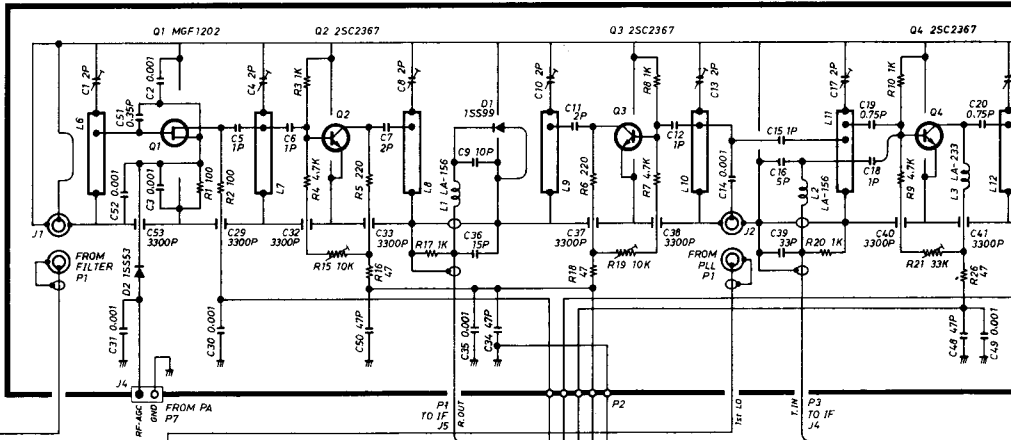 Q1 MGF1202
Q2 2SC2367
Q3 2SC2367
Q4 2SC2367
C1 2P
C2 0.001
C51
0.35P
L6
Q1
C52 0.001
C3 0.001
R1 100
R2 100
C5
1P
C4 2P
L7
C6
1P
R3 1K
Q2
R4 4.7K
R5 220
C7
2P
C8 2P
L8
D1
1SS99
C9 10P
L1 LA-156
C10 2P
L9
C11
2P
R6 220
Q3
R8 1K
R7 4.7K
C12
1P
C13 2P
L10
C14 0.001
C15 1P
C16
5P
L2
LA-156
C17 2P
L11
C19
0.75P
C18
1P
R10 1K
Q4
R9 4.7K
L3 LA-233
C20
0.75P
L12
J1
C53
3300P
C29
3300P
C32
3300P
C33
3300P
R17 1K
C36
15P
C37
3300P
C38
3300P
J2
C39
33P
R20 1K
C40
3300P
C41
3300P
FROM
FILTER
P1
D2 1SS53
R15 10K
R16
47
R18
47
R19 10K
FROM
PLL
P1
R21 33K
R26
47
C31 0.001
C30 0.001
C50 47P
C35 0.001
C34 47P
C48 47P
C49 0.001
J4
RF-AGC
GND
FROM PA
P7
P1
TO IF
J5
R.OUT
P2
1st LO
T.IN
P3
TO IF
J4